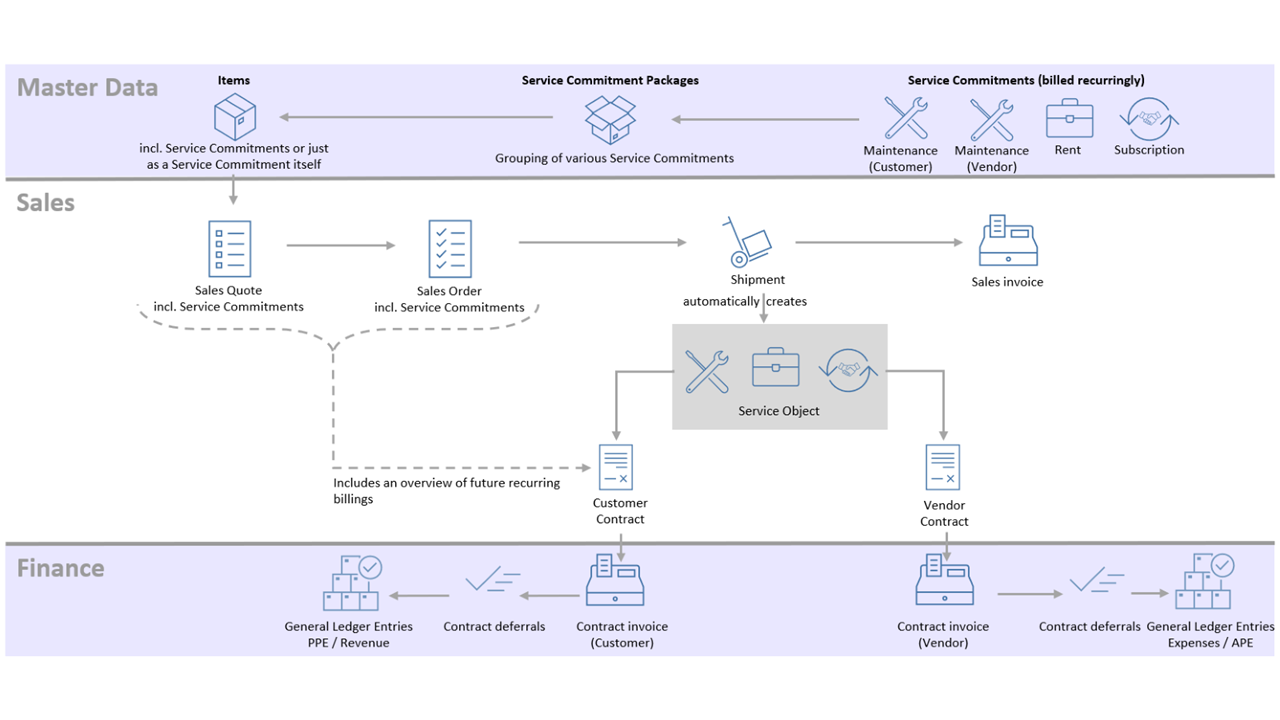 Master Data
Items
incl. Service Commitments or just
as a Service Commitment itself
Service Commitment Packages
Grouping of various Service Commitments
Service Commitments (billed recurringly)
Maintenance
(Customer)
Maintenance
(Vendor)
Rent
Subscription
Sales
Sales Quote
incl. Service Commitments
Sales Order
incl. Service Commitments
Shipment
automatically creates
Sales invoice
Service Object
Includes an overview of future recurring
billings
Customer
Contract
Vendor
Contract
Finance
General Ledger Entries
PPE / Revenue
Contract deferrals
Contract invoice
(Customer)
Contract invoice
(Vendor)
Contract deferrals
General Ledger Entries
Expenses / APE